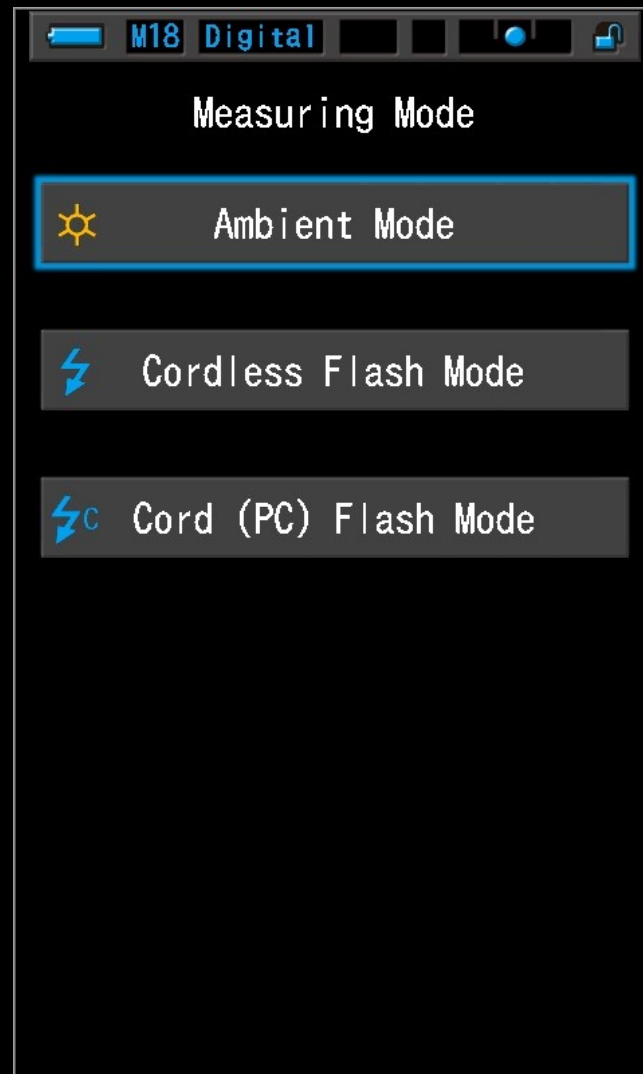 M18 Digital
Measuring Mode
Ambient Mode
Cordless Flash Mode
C Cord (PC) Flash Mode